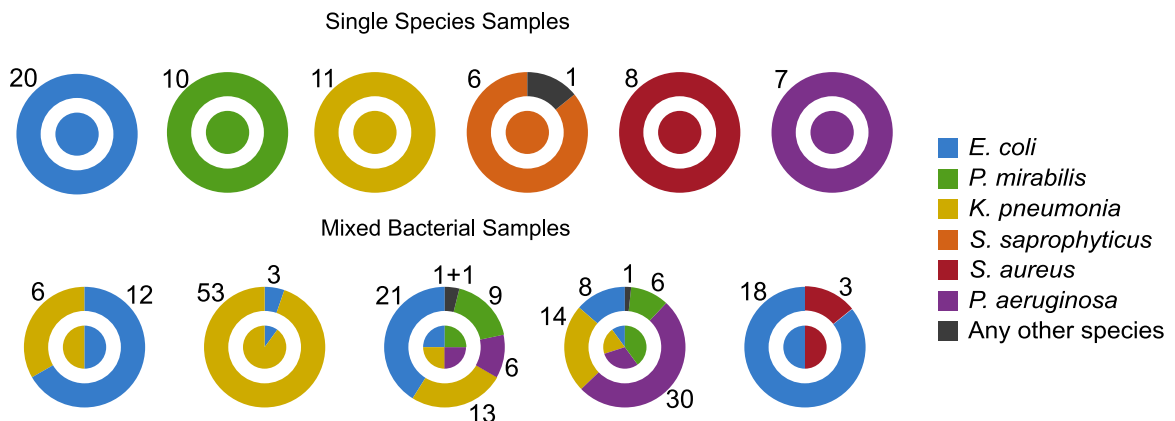 Single Species Samples
20
10
11
6
1
8
7
E. coli
P. mirabilis
K. pneumonia
S. saprophyticus
S. aureus
P. aeruginosa
Any other species
Mixed Bacterial Samples
6
12
53
3
21
1+1
9
6
13
8
1
6
14
30
18
3